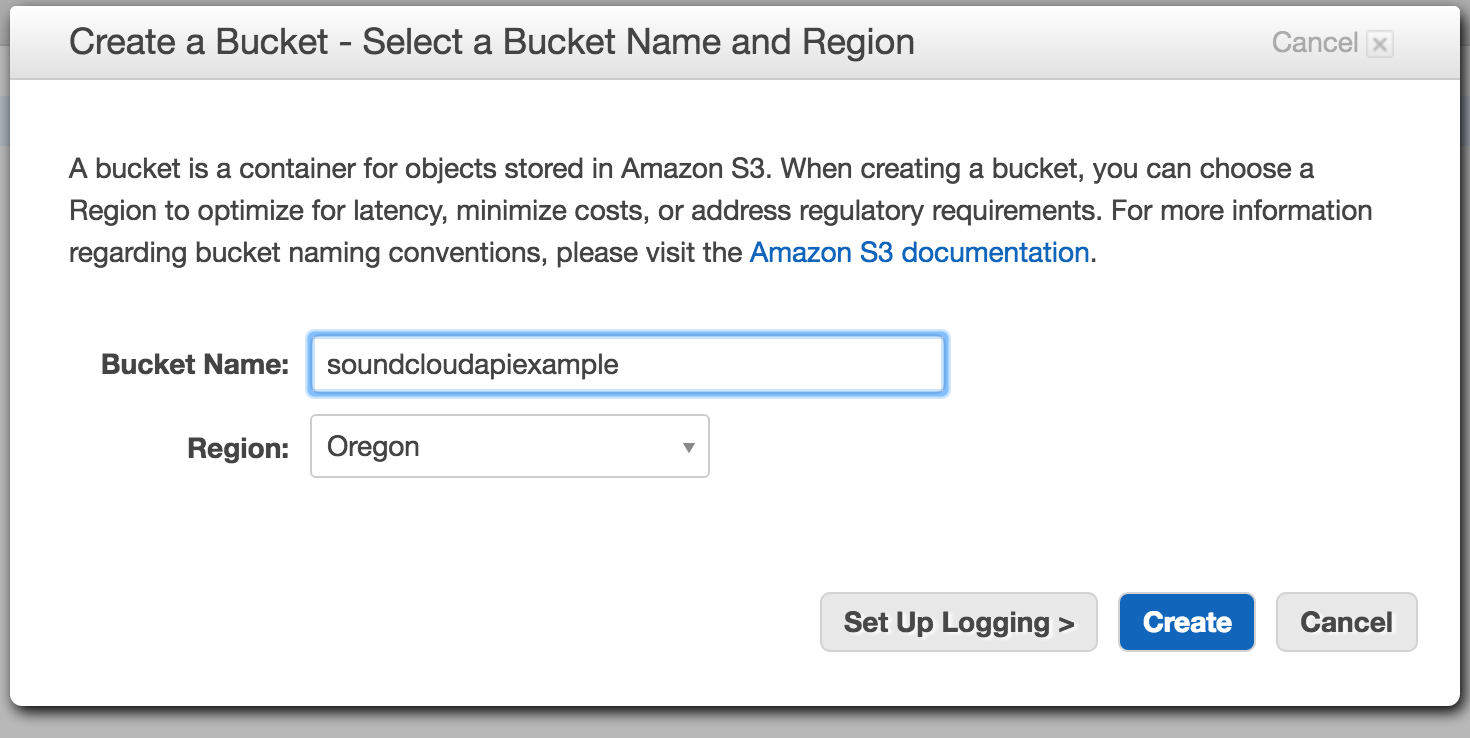 Create a Bucket - Select a Bucket Name and Region
Cancel
A bucket is a container for objects stored in Amazon S3. When creating a bucket, you can choose a
Region to optimize for latency, minimize costs, or address regulatory requirements. For more information
regarding bucket naming conventions, please visit the Amazon S3 documentation.
Bucket Name: soundcloudapiexample
Region: Oregon
Set Up Logging > Create Cancel